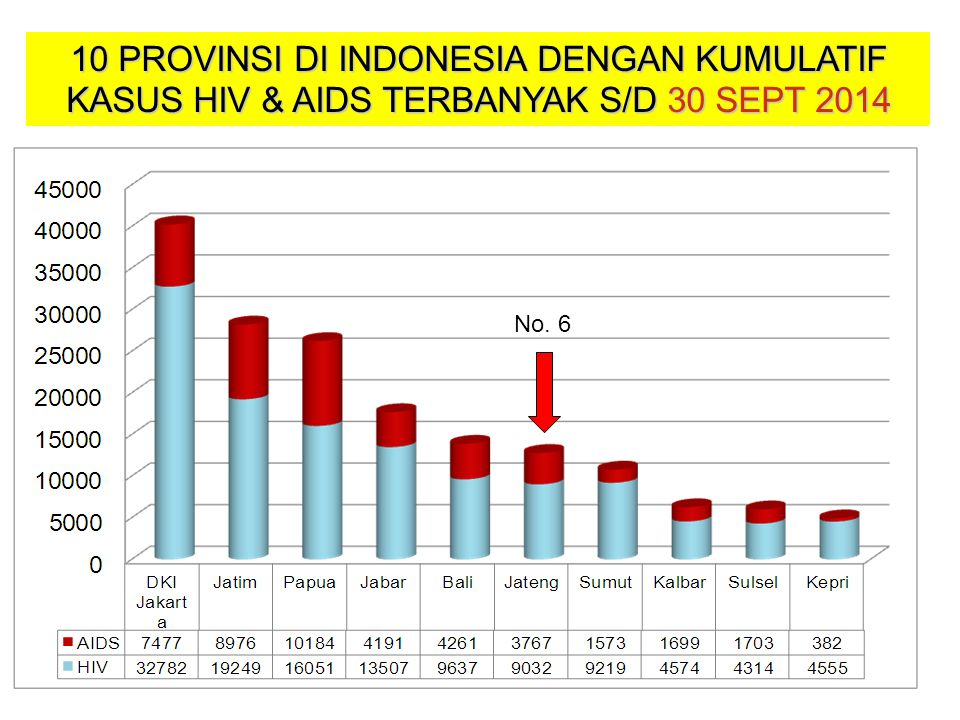 10 PROVINSI DI INDONESIA DENGAN KUMULATIF
KASUS HIV & AIDS TERBANYAK S/D 30 SEPT 2014
45000
40000
35000
30000
25000
20000
15000
10000
5000
0
No. 6
DKI Jatim Papua Jabar Bali Jateng Sumut Kalbar Sulsel Kepri
Jakart
a
AIDS 7477 8976 10184 4191 4261 3767 1573 1699 1703 382
HIV 32782 19249 16051 13507 9637 9032 9219 4574 4314 4555